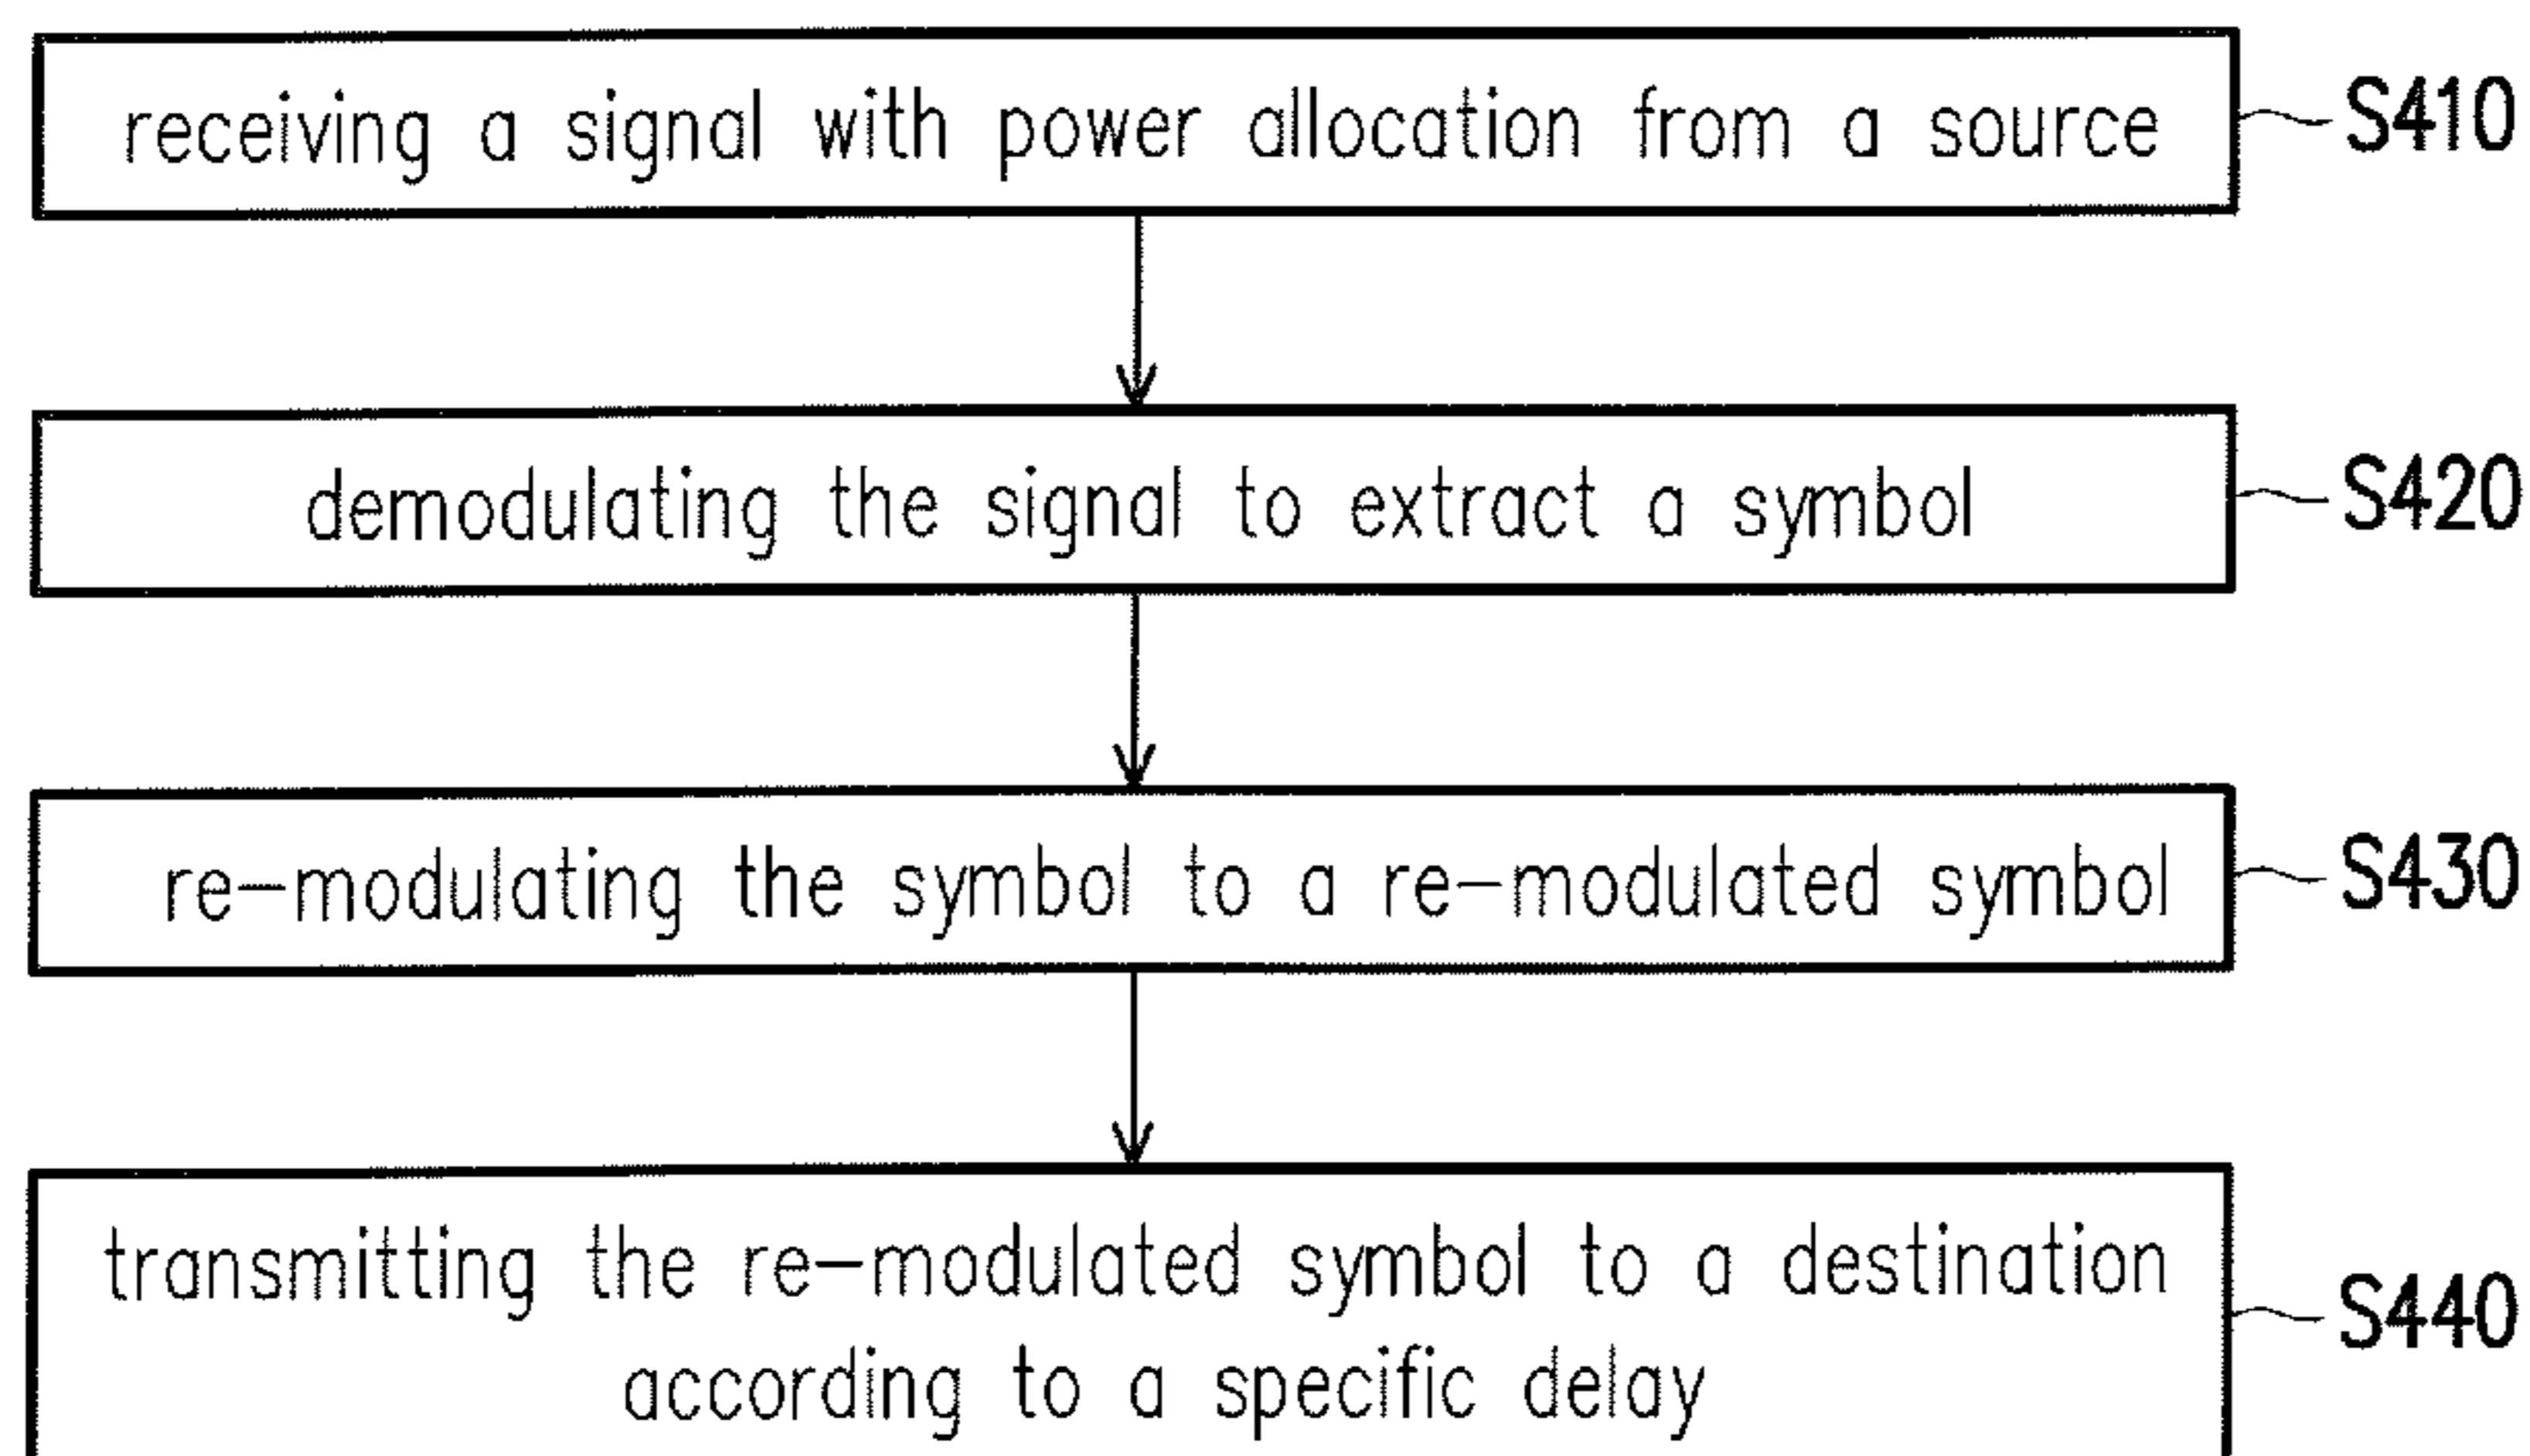 receiving a signal with power allocation from a source
S410
demodulating the signal to extract a symbol
S420
re-modulating the symbol to a re-modulated symbol
S430
transmitting the re-modulated symbol to a destination
according to a specific delay
S440